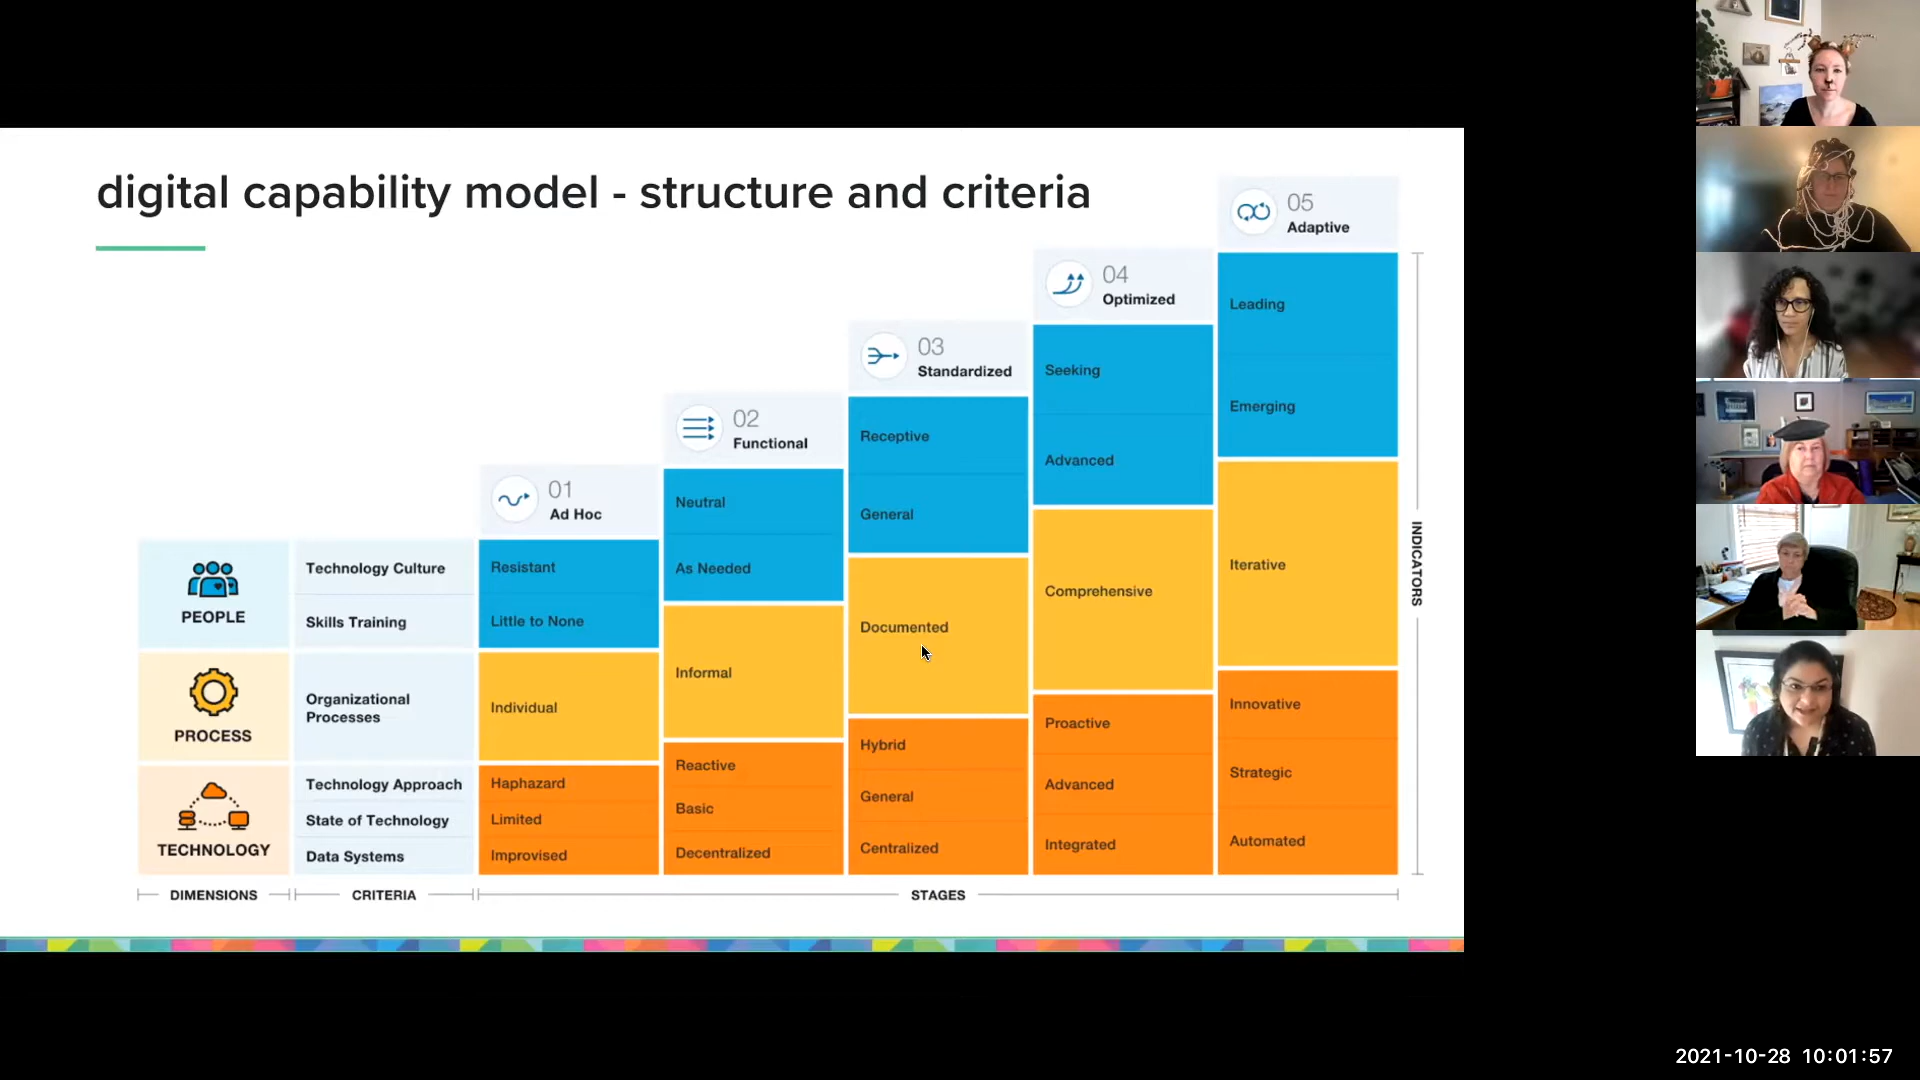 digital capability model - structure and criteria
05
Adaptive
Leading
Emerging
Iterative
Innovative
Strategic
Automated
04
Optimized
Seeking
Advanced
Comprehensive
Proactive
Advanced
Integrated
03
Standardized
Receptive
General
Documented
Hybrid
General
Centralized
02
Functional
Neutral
As Needed
Informal
Reactive
Basic
Decentralized
01
Ad Hoc
Resistant
Little to None
Individual
Haphazard
Limited
Improvised
PEOPLE
Technology Culture
Skills Training
PROCESS
Organizational
Processes
TECHNOLOGY
Technology Approach
State of Technology
Data Systems
DIMENSIONS
CRITERIA
STAGES
INDICATORS
2021-10-28 10:01:57